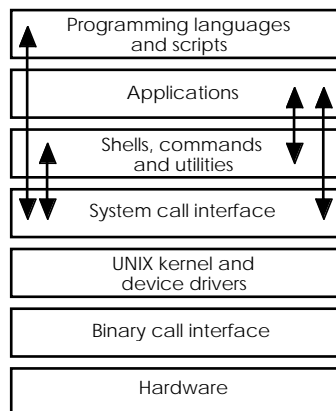 Programming languages
and scripts
Applications
Shells, commands
and utilities
System call interface
UNIX kernel and
device drivers
Binary call interface
Hardware